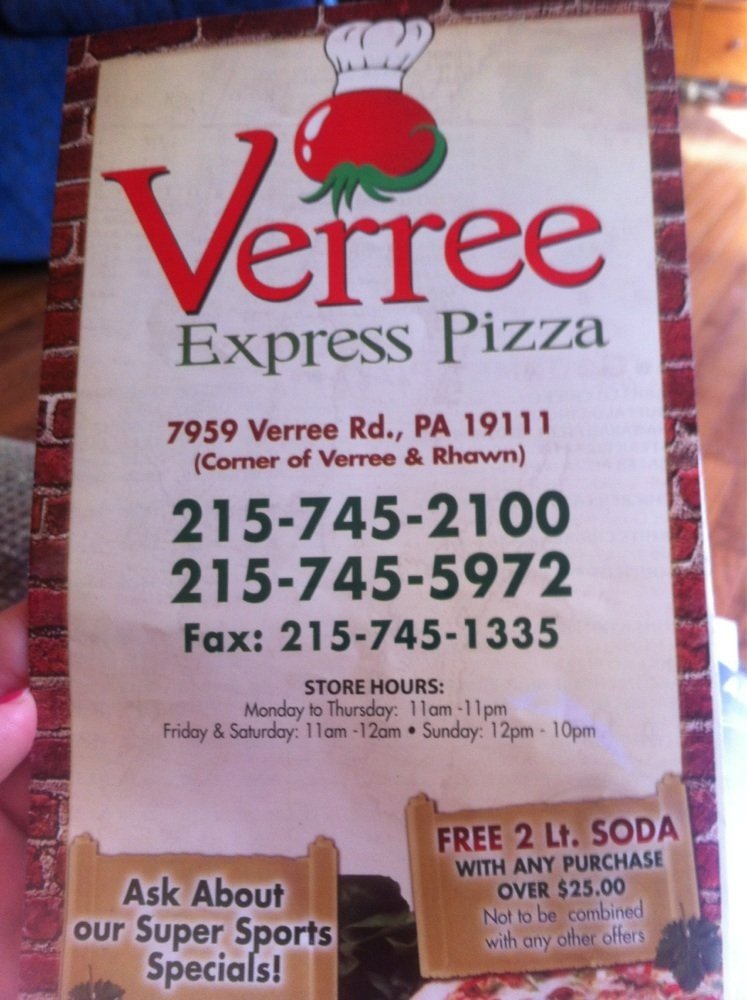 Verree
Express Pizza
7959 Verree Rd., PA 19111
(Corner of Verree & Rhawn)
215-745-2100
215-745-5972
Fax: 215-745-1335
STORE HOURS:
Monday to Thursday: 11am -11pm
Friday & Saturday: 11am -12am • Sunday: 12pm - 10pm
Ask About
our Super Sports
Specials!
FREE 2 Lt. SODA
WITH ANY PURCHASE
OVER $25.00
Not to be combined
with any other offers